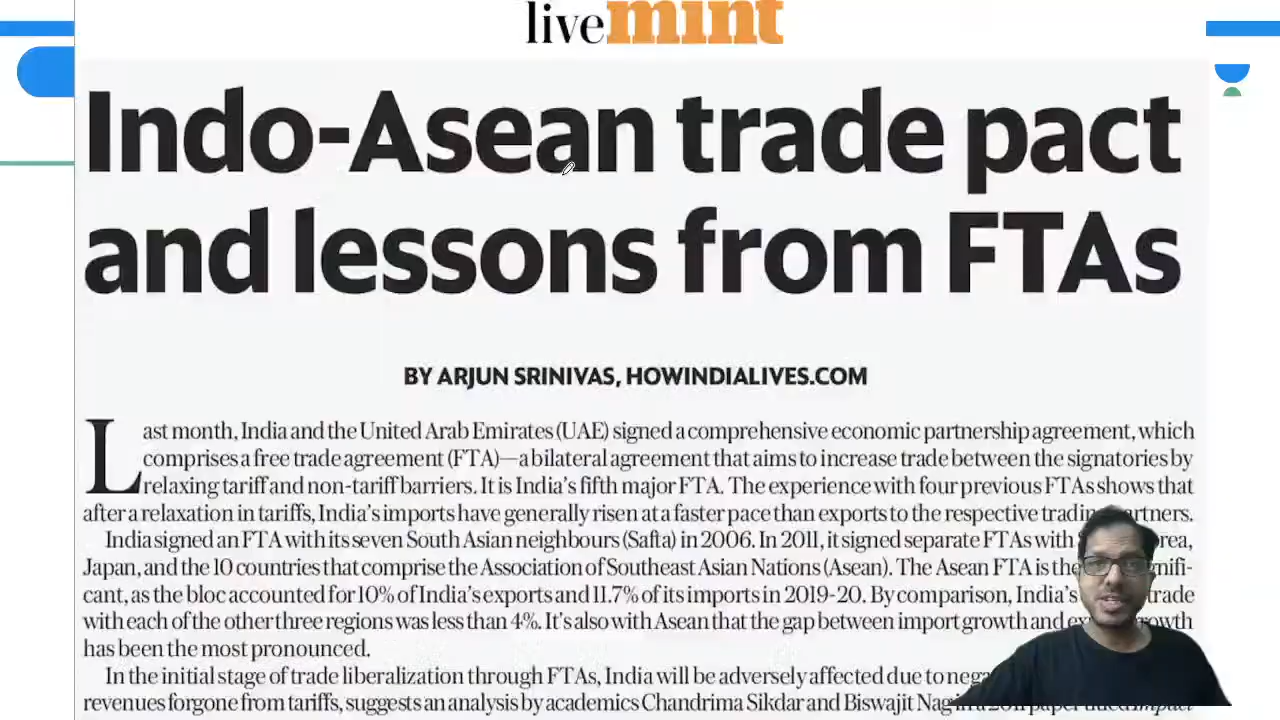 livemint
Indo-Asean trade pact
and lessons from FTAs
BY ARJUN SRINIVAS, HOWINDIALIVES.COM
Last month, India and the United Arab Emirates (UAE) signed a comprehensive economic partnership agreement, which
comprises a free trade agreement (FTA)—a bilateral agreement that aims to increase trade between the signatories by
relaxing tariff and non-tariff barriers. It is India's fifth major FTA. The experience with four previous FTAs shows that
after a relaxation in tariffs, India's imports have generally risen at a faster pace than exports to the respective trading partners.
India signed an FTA with its seven South Asian neighbours (Safta) in 2006. In 2011, it signed separate FTAs with
Japan, and the 10 countries that comprise the Association of Southeast Asian Nations (Asean). The Asean FTA is the
cant, as the bloc accounted for 10% of India's exports and 11.7% of its imports in 2019-20. By comparison, India's trade
with each of the other three regions was less than 4%. It's also with Asean that the gap between import growth and growth
has been the most pronounced.
In the initial stage of trade liberalization through FTAs, India will be adversely affected due to
revenues forgone from tariffs, suggests an analysis by academics Chandrima Sikdar and Biswajit Nag